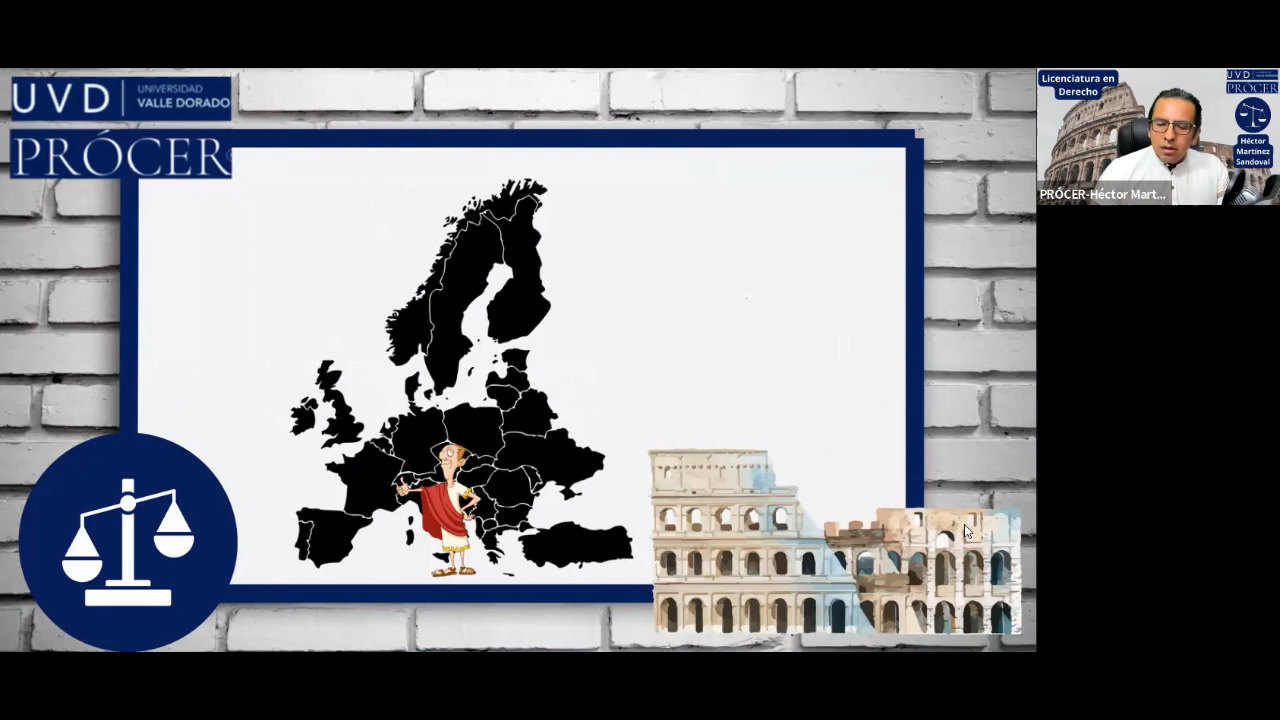 UVD
UNIVERSIDAD
VALLE DORADO
PRÓCER
Licenciatura en
Derecho
UVD
PRÓCER
Héctor
Martínez
Sandoval
PRÓCER-Héctor Mart...